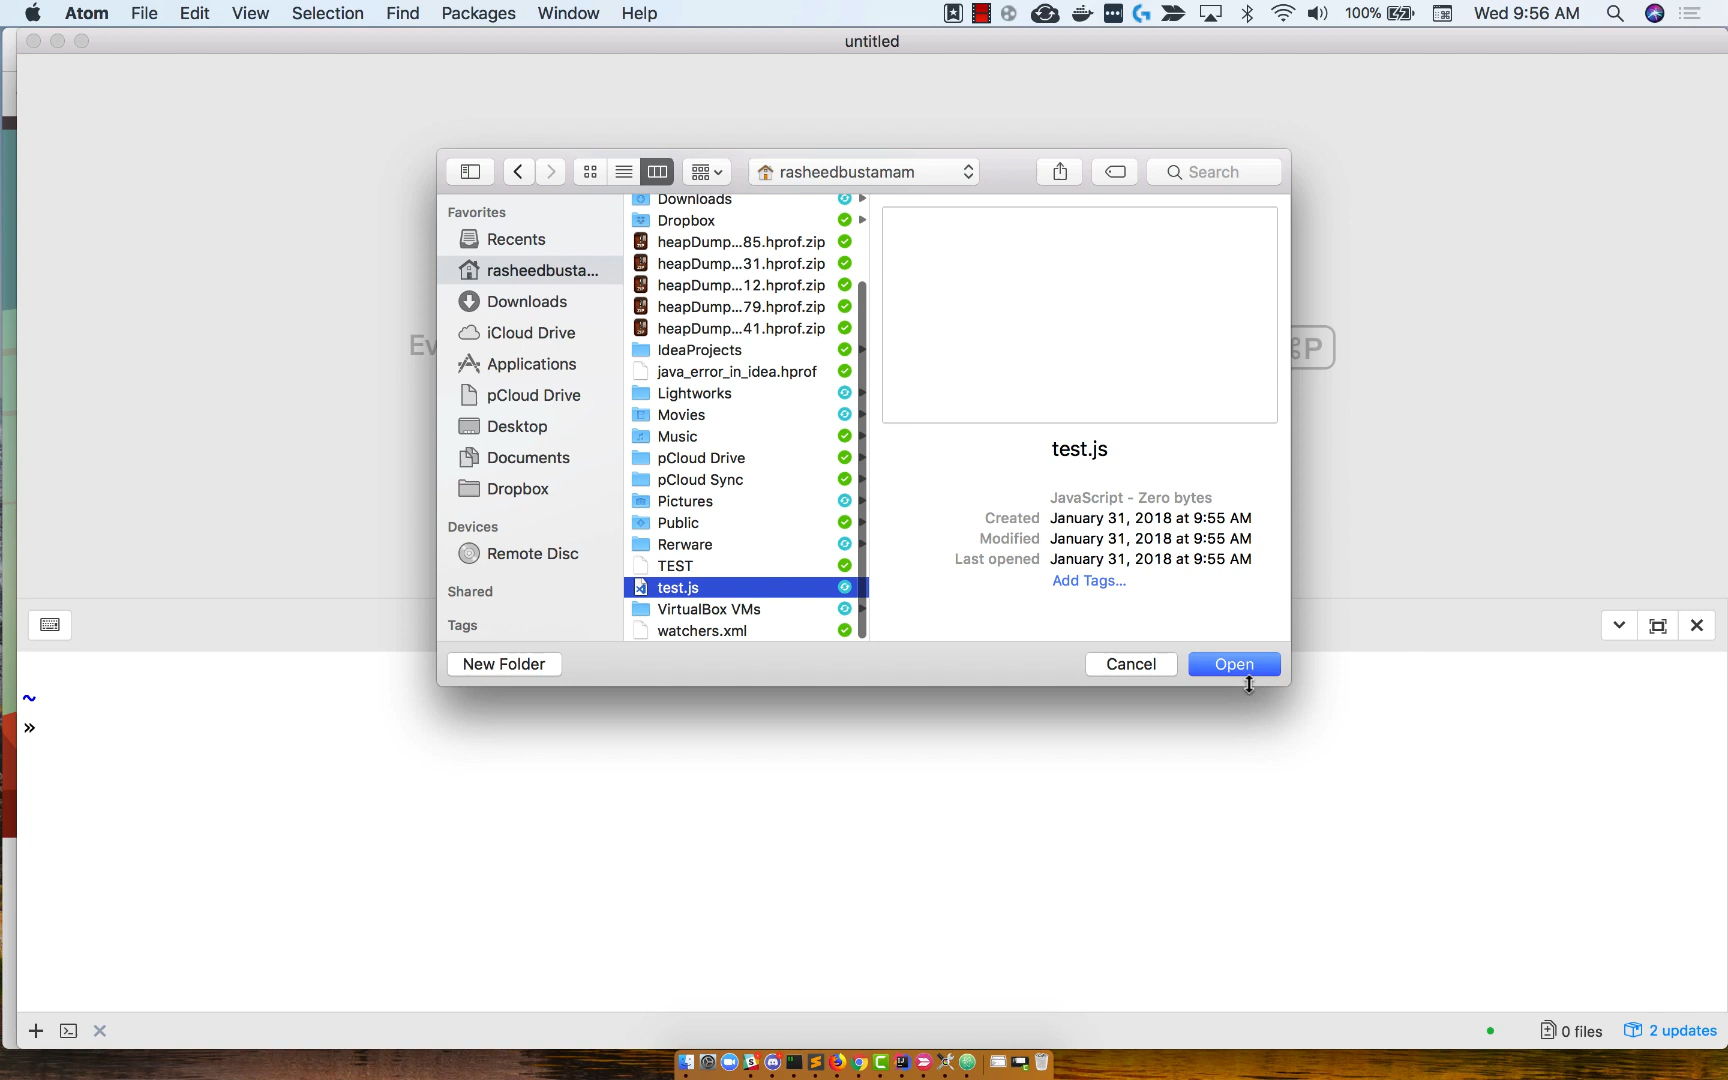 Atom File Edit View Selection Find Packages Window Help 100% Wed 9:56 AM
untitled
rasheedbustamam Search
Favorites
Recents
rasheedbusta...
Downloads
iCloud Drive
Applications
pCloud Drive
Desktop
Documents
Dropbox
Devices
Remote Disc
Shared
Tags
Downloads
Dropbox
heapDump...85.hprof.zip
heapDump...31.hprof.zip
heapDump...12.hprof.zip
heapDump...79.hprof.zip
heapDump...41.hprof.zip
IdeaProjects
java_error_in_idea.hprof
Lightworks
Movies
Music
pCloud Drive
pCloud Sync
Pictures
Public
Rerware
TEST
test.js
VirtualBox VMs
watchers.xml
test.js
JavaScript - Zero bytes
Created January 31, 2018 at 9:55 AM
Modified January 31, 2018 at 9:55 AM
Last opened January 31, 2018 at 9:55 AM
Add Tags...
New Folder Cancel Open
Ev
⌘P
~
»
0 files 2 updates